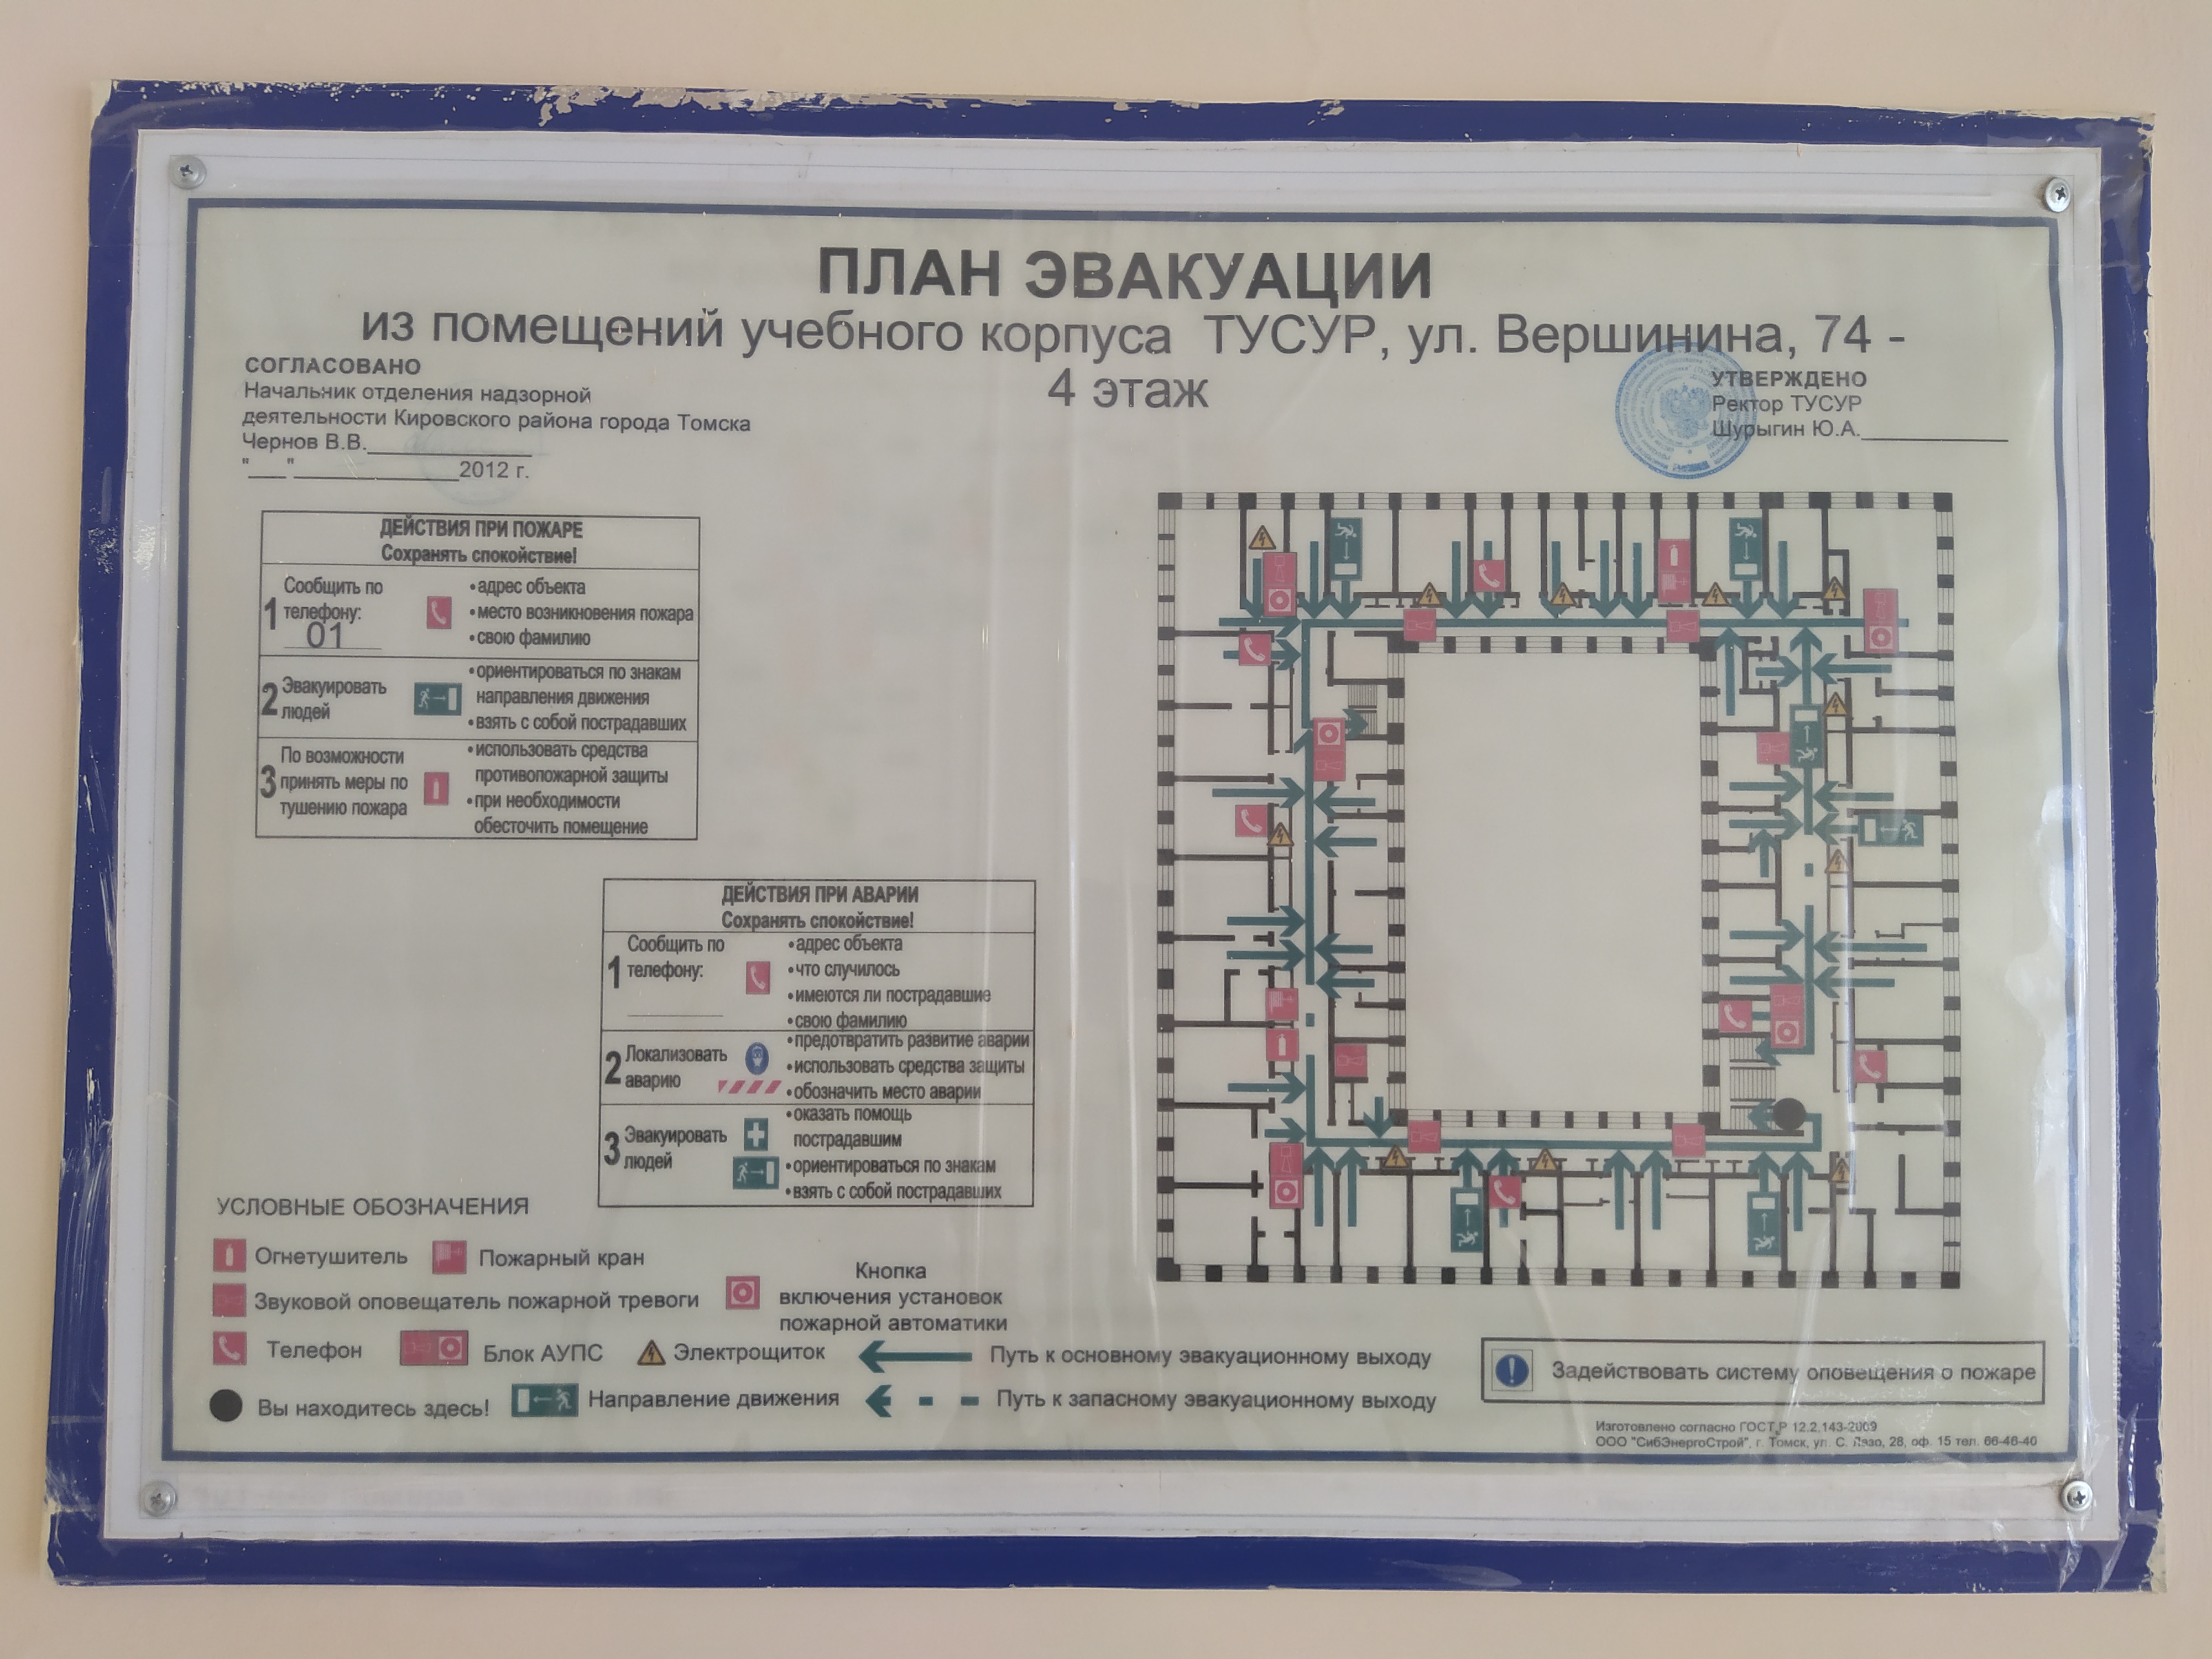 ПЛАН ЭВАКУАЦИИ
из помещений учебного корпуса ТУСУР, ул. Вершинина, 74 -
4 этаж
СОГЛАСОВАНО
Начальник отделения надзорной
деятельности Кировского района города Томска
Чернов В.В.
"___"______________2012 г.
УТВЕРЖДЕНО
Ректор ТУСУР
Шурыгин Ю.А.
ДЕЙСТВИЯ ПРИ ПОЖАРЕ
Сохранять спокойствие!
1 Сообщить по
телефону:
01
• адрес объекта
• место возникновения пожара
• свою фамилию
2 Эвакуировать
людей
• ориентироваться по знакам
направления движения
• взять с собой пострадавших
3 По возможности
принять меры по
тушению пожара
• использовать средства
противопожарной защиты
• при необходимости
обесточить помещение
ДЕЙСТВИЯ ПРИ АВАРИИ
Сохранять спокойствие!
1 Сообщить по
телефону:
• адрес объекта
• что случилось
• имеются ли пострадавшие
• свою фамилию
2 Локализовать
аварию
• предотвратить развитие аварии
• использовать средства защиты
• обозначить место аварии
3 Эвакуировать
людей
• оказать помощь
пострадавшим
• ориентироваться по знакам
• взять с собой пострадавших
УСЛОВНЫЕ ОБОЗНАЧЕНИЯ
Огнетушитель
Пожарный кран
Звуковой оповещатель пожарной тревоги
Кнопка
включения установок
пожарной автоматики
Телефон
Блок АУПС
Электрощиток
Путь к основному эвакуационному выходу
Вы находитесь здесь!
Направление движения
Путь к запасному эвакуационному выходу
Задействовать систему оповещения о пожаре
Изготовлено согласно ГОСТ Р 12.2.143-2009
ООО "СибЭнергоСтрой", г. Томск, ул. С. Лазо, 28, оф. 15 тел. 66-46-40